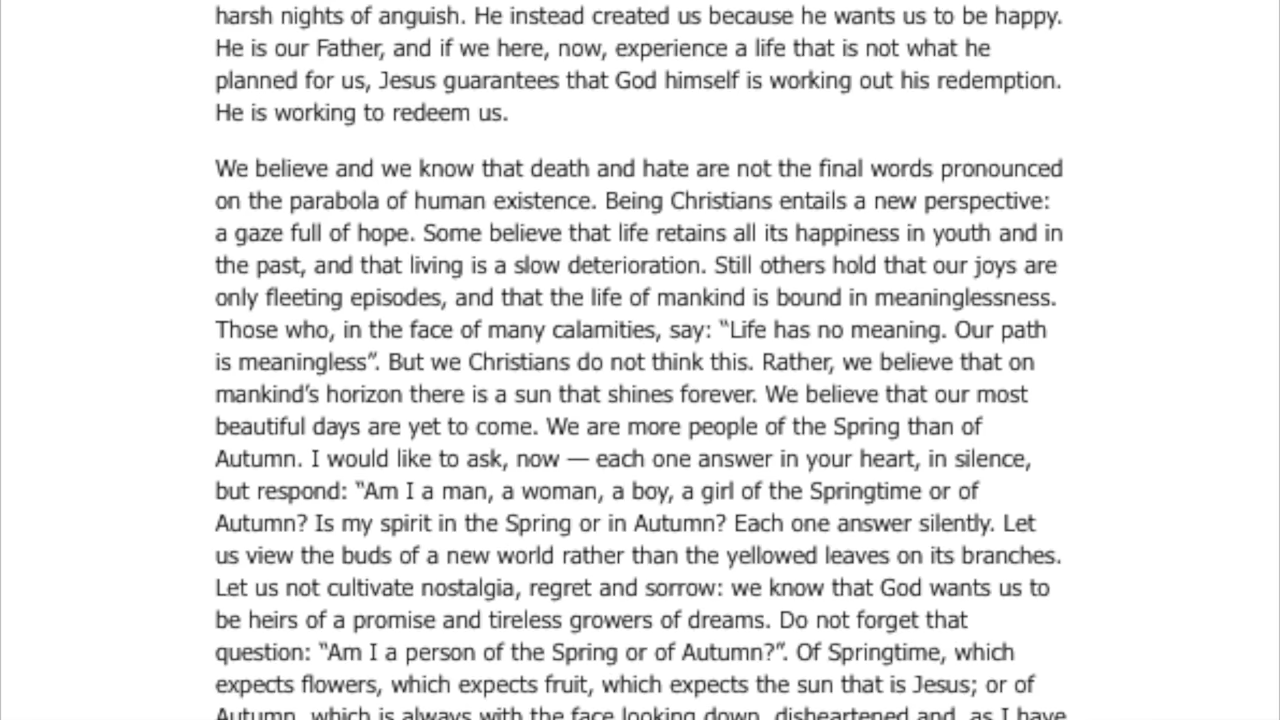 harsh nights of anguish. He instead created us because he wants us to be happy.
He is our Father, and if we here, now, experience a life that is not what he
planned for us, Jesus guarantees that God himself is working out his redemption.
He is working to redeem us.
We believe and we know that death and hate are not the final words pronounced
on the parabola of human existence. Being Christians entails a new perspective:
a gaze full of hope. Some believe that life retains all its happiness in youth and in
the past, and that living is a slow deterioration. Still others hold that our joys are
only fleeting episodes, and that the life of mankind is bound in meaninglessness.
Those who, in the face of many calamities, say: “Life has no meaning. Our path
is meaningless”. But we Christians do not think this. Rather, we believe that on
mankind’s horizon there is a sun that shines forever. We believe that our most
beautiful days are yet to come. We are more people of the Spring than of
Autumn. I would like to ask, now — each one answer in your heart, in silence,
but respond: “Am I a man, a woman, a boy, a girl of the Springtime or of
Autumn? Is my spirit in the Spring or in Autumn? Each one answer silently. Let
us view the buds of a new world rather than the yellowed leaves on its branches.
Let us not cultivate nostalgia, regret and sorrow: we know that God wants us to
be heirs of a promise and tireless growers of dreams. Do not forget that
question: “Am I a person of the Spring or of Autumn?”. Of Springtime, which
expects flowers, which expects fruit, which expects the sun that is Jesus; or of
Autumn, which is always with the face looking down, disheartened and, as I have